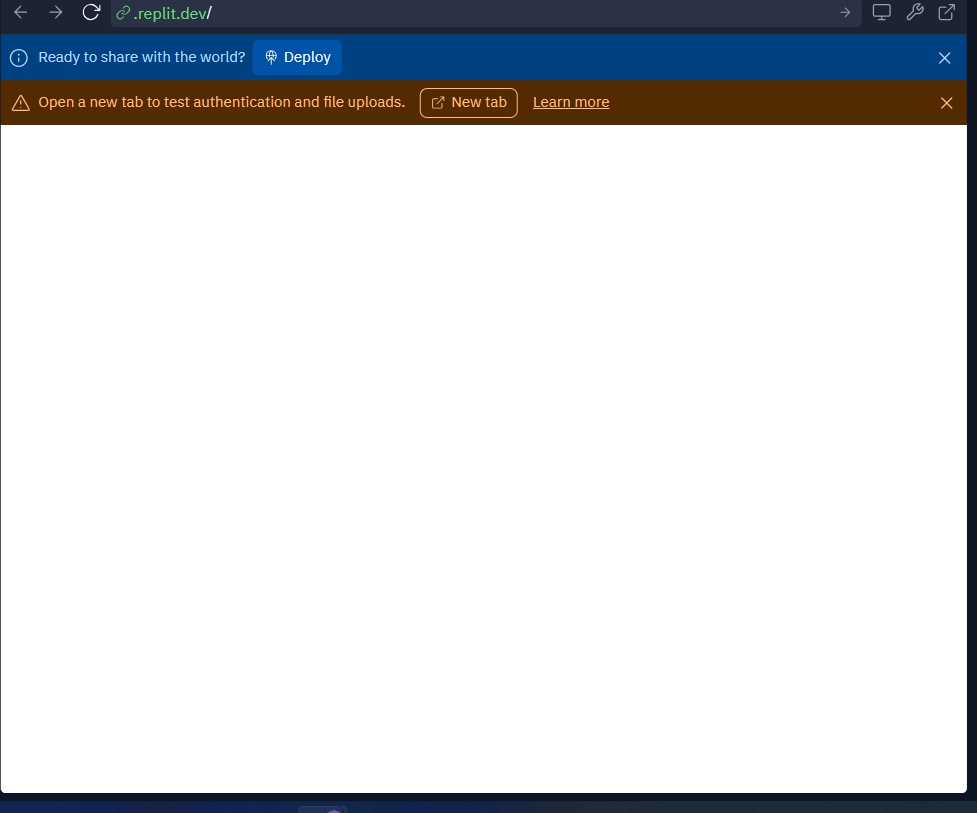 .replit.dev/
Ready to share with the world? Deploy
Open a new tab to test authentication and file uploads. New tab Learn more